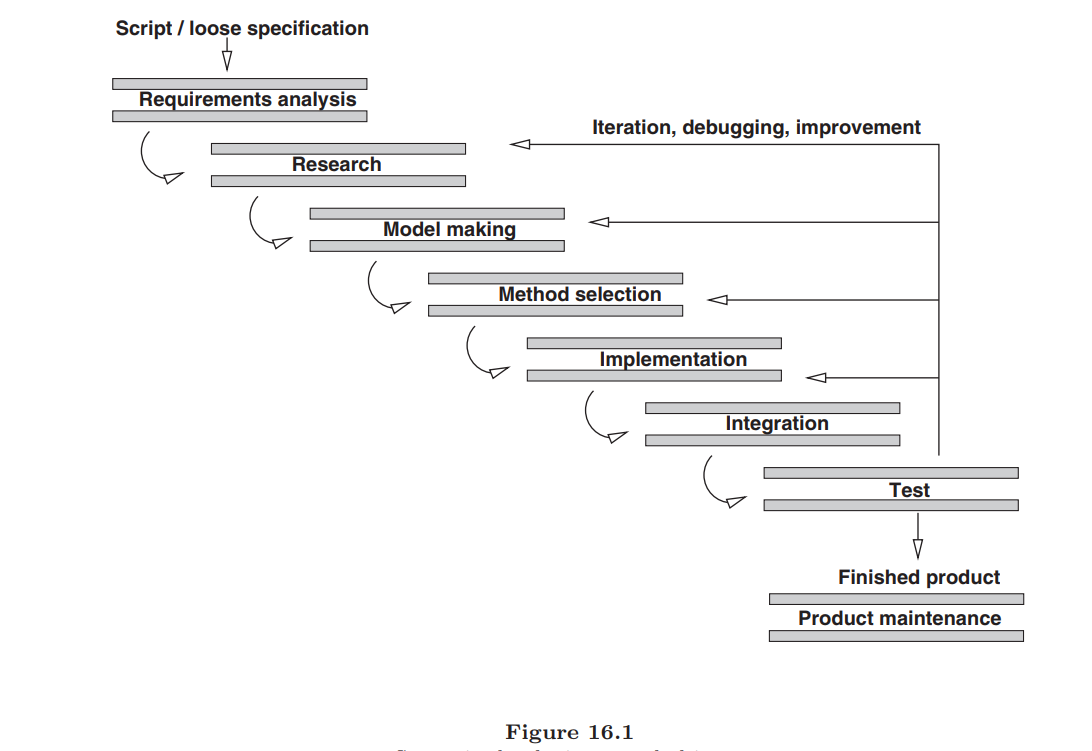 Script / loose specification
Requirements analysis
Iteration, debugging, improvement
Research
Model making
Method selection
Implementation
Integration
Test
Finished product
Product maintenance
Figure 16.1